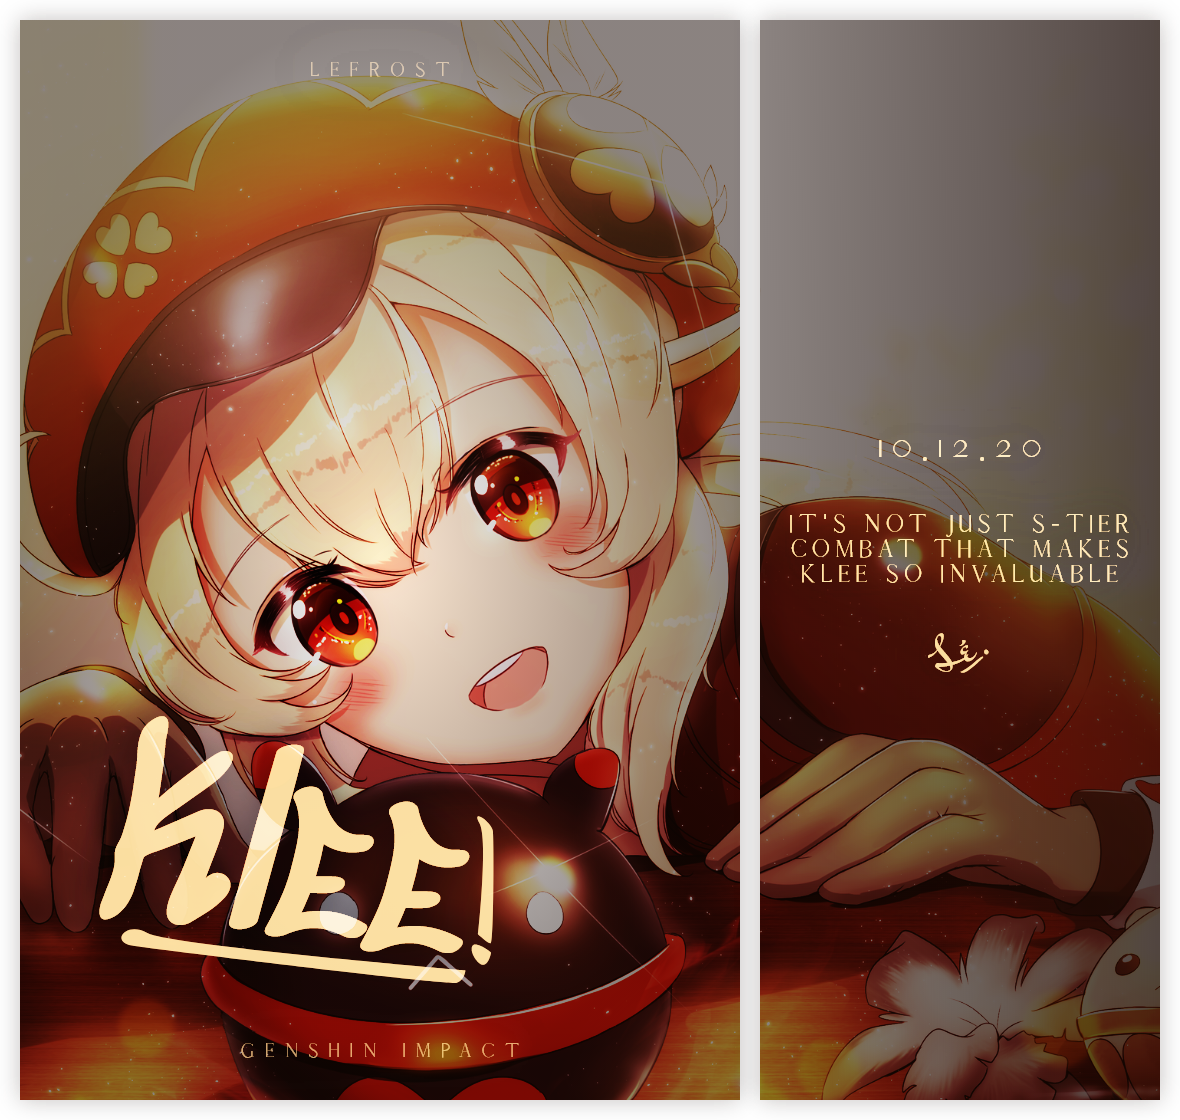 LEFROST
KLEE!
GENSHIN IMPACT
10.12.20
IT'S NOT JUST S-TIER
COMBAT THAT MAKES
KLEE SO INVALUABLE